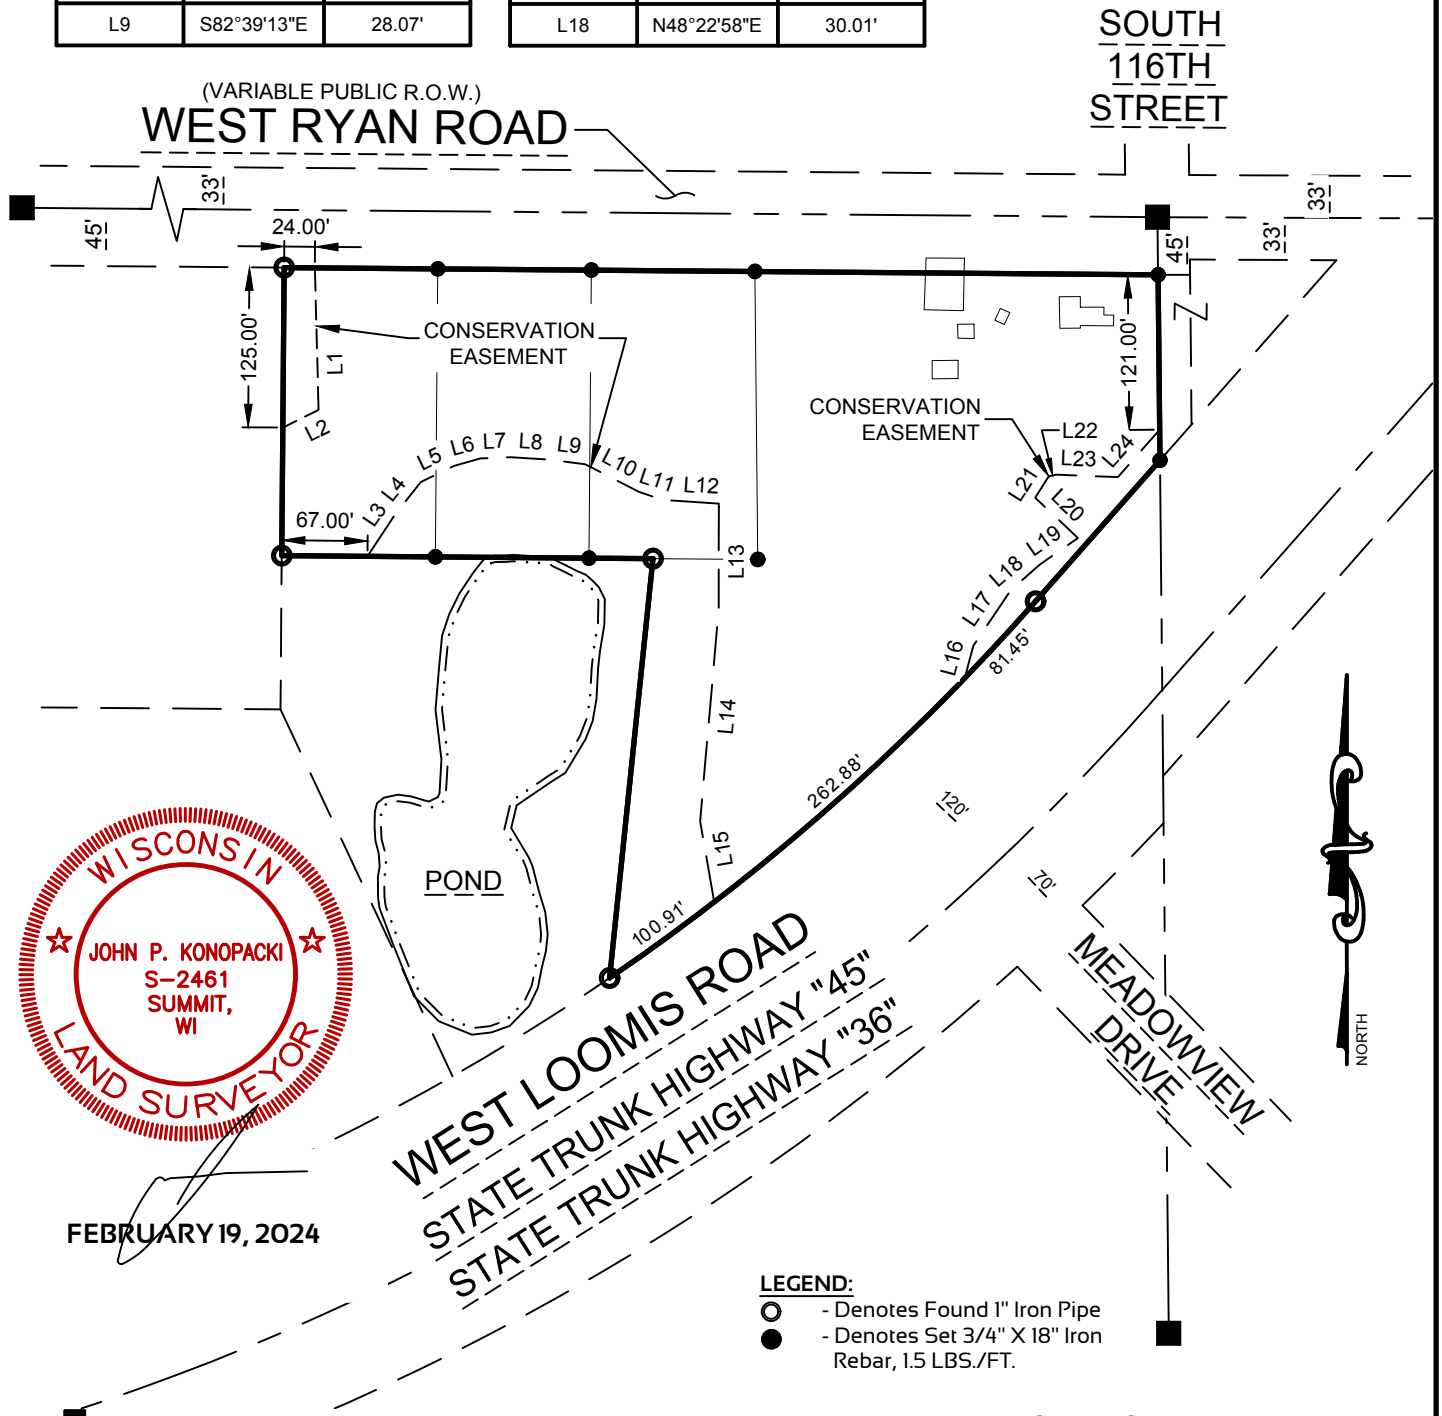 L9 S82°39'13"E 28.07' L18 N48°22'58"E 30.01'
SOUTH
116TH
STREET
(VARIABLE PUBLIC R.O.W.)
WEST RYAN ROAD
33'
33'
45'
24.00'
45'
33'
125.00'
L1
CONSERVATION
EASEMENT
121.00'
L2
CONSERVATION
EASEMENT
L3
L4
L5
L6
L7
L8
L9
L10
L11
L12
L22
L23
L24
L21
L20
67.00'
L13
L19
L18
L17
L16
81.45'
L14
262.88'
120'
L15
70'
POND
100.91'
WISCONSIN
JOHN P. KONOPACKI
S-2461
SUMMIT,
WI
LAND SURVEYOR
WEST LOOMIS ROAD
STATE TRUNK HIGHWAY "45"
STATE TRUNK HIGHWAY "36"
MEADOWVIEW
DRIVE
NORTH
FEBRUARY 19, 2024
LEGEND:
- Denotes Found 1" Iron Pipe
- Denotes Set 3/4" X 18" Iron
Rebar, 1.5 LBS./FT.